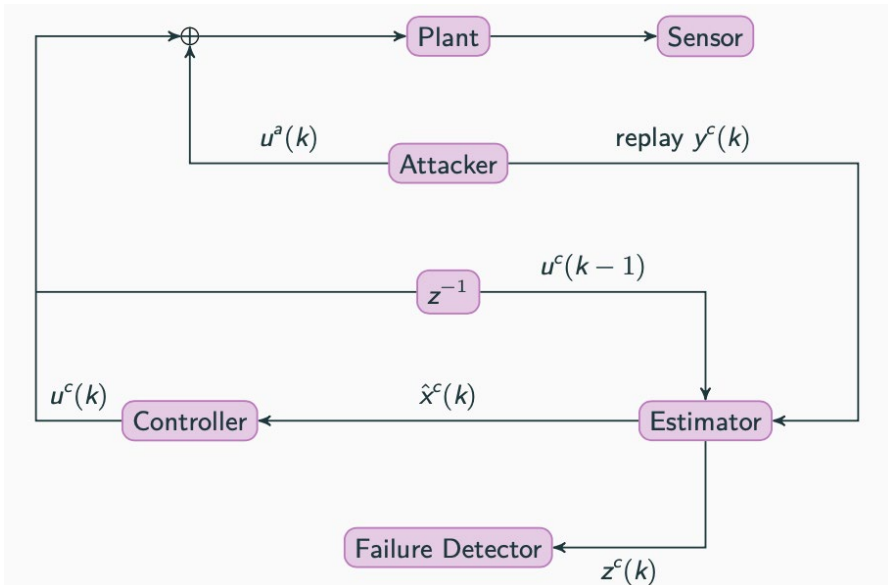 Plant
Sensor
u^a(k)
replay y^c(k)
Attacker
u^c(k − 1)
z^{−1}
u^c(k)
x̂^c(k)
Controller
Estimator
Failure Detector
z^c(k)